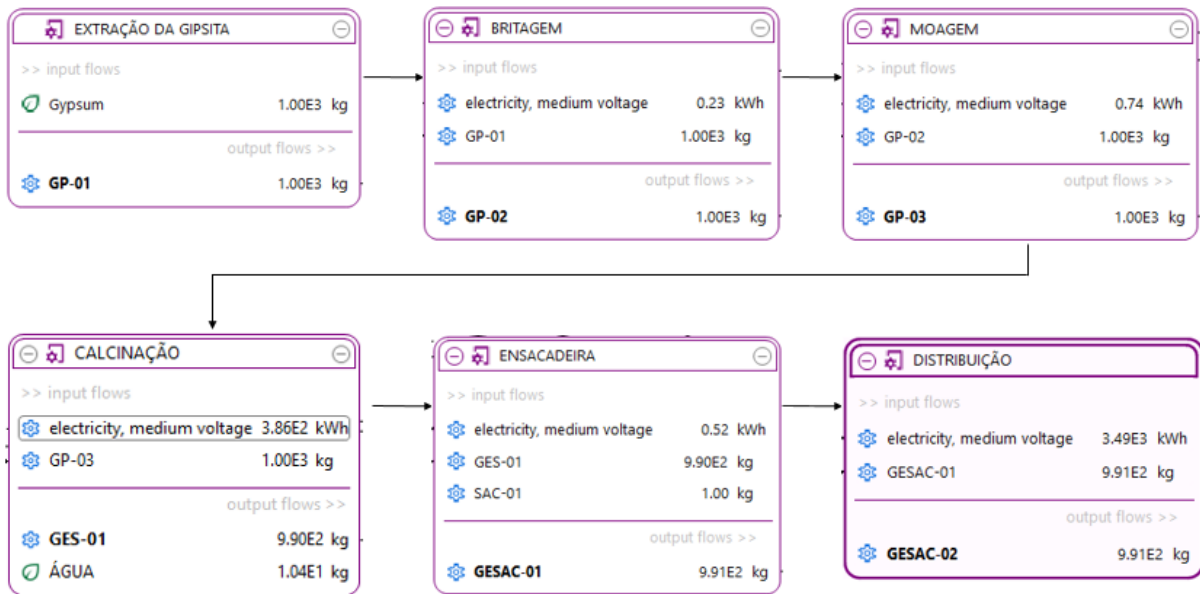 EXTRAÇÃO DA GIPSITA
>> input flows
Gypsum 1.00E3 kg
output flows >>
GP-01 1.00E3 kg
BRITAGEM
>> input flows
electricity, medium voltage 0.23 kWh
GP-01 1.00E3 kg
output flows >>
GP-02 1.00E3 kg
MOAGEM
>> input flows
electricity, medium voltage 0.74 kWh
GP-02 1.00E3 kg
output flows >>
GP-03 1.00E3 kg
CALCINAÇÃO
>> input flows
electricity, medium voltage 3.86E2 kWh
GP-03 1.00E3 kg
output flows >>
GES-01 9.90E2 kg
ÁGUA 1.04E1 kg
ENSACADEIRA
>> input flows
electricity, medium voltage 0.52 kWh
GES-01 9.90E2 kg
SAC-01 1.00 kg
output flows >>
GESAC-01 9.91E2 kg
DISTRIBUIÇÃO
>> input flows
electricity, medium voltage 3.49E3 kWh
GESAC-01 9.91E2 kg
output flows >>
GESAC-02 9.91E2 kg